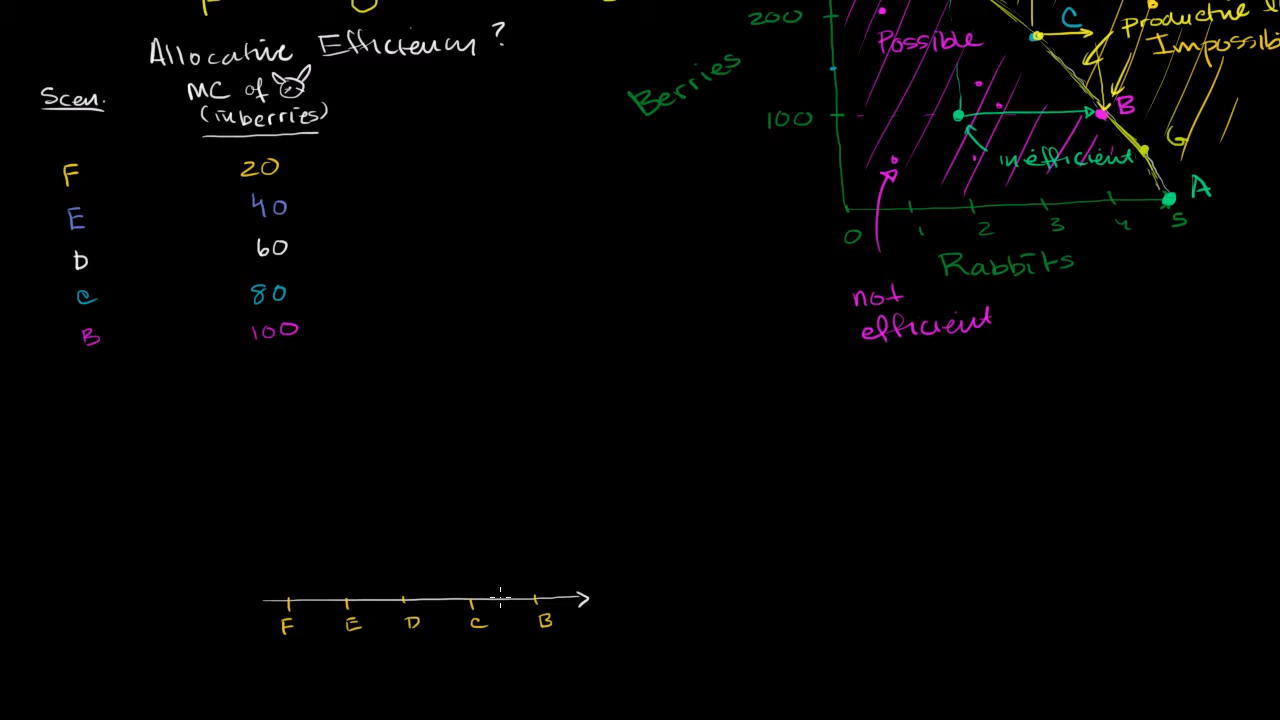 Allocative Efficiency?
Scen.
MC of
(in berries)
F 20
E 40
D 60
C 80
B 100
F E D C B
200
Possible
C
Productive
Berries
100
B
inefficient
G
A
0 1 2 3 4 5
Rabbits
not
efficient